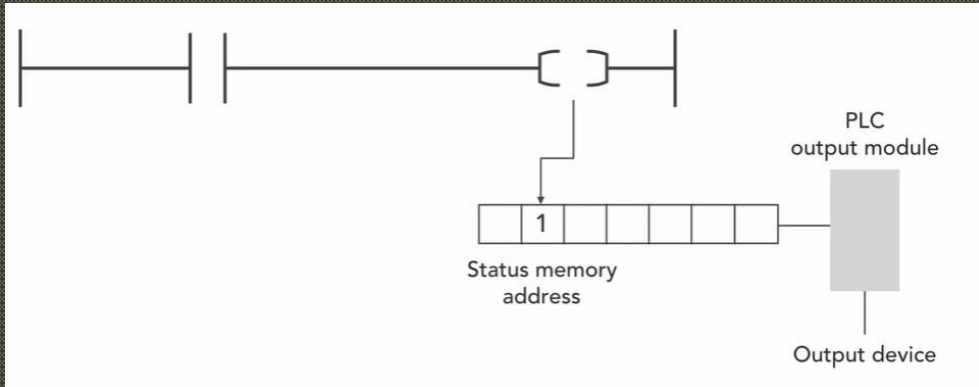 PLC
output module
1
Status memory
address
Output device